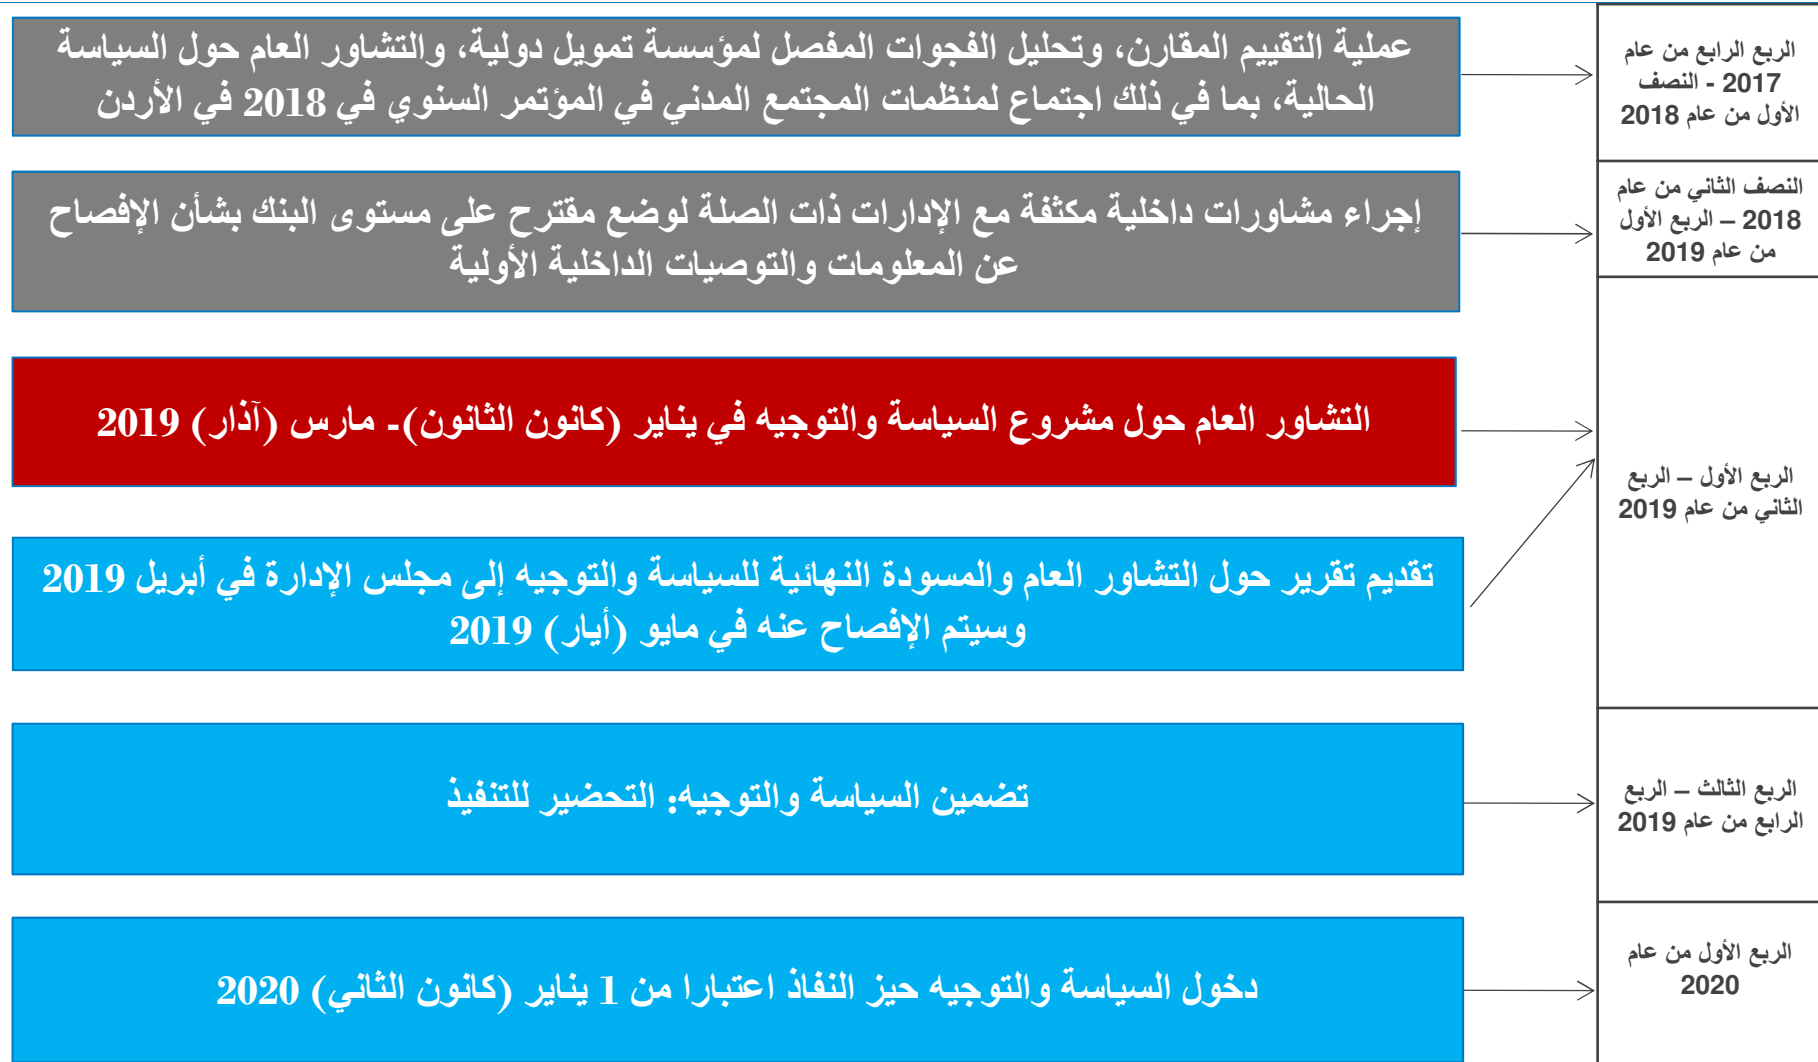 عملية التقييم المقارن، وتحليل الفجوات المفصل لمؤسسة تمويل دولية، والتشاور العام حول السياسة
الحالية، بما في ذلك اجتماع لمنظمات المجتمع المدني في المؤتمر السنوي في 2018 في الأردن
الربع الرابع من عام
2017 - النصف
الأول من عام 2018
إجراء مشاورات داخلية مكثفة مع الإدارات ذات الصلة لوضع مقترح على مستوى البنك بشأن الإفصاح
عن المعلومات والتوصيات الداخلية الأولية
النصف الثاني من عام
2018 – الربع الأول
من عام 2019
التشاور العام حول مشروع السياسة والتوجيه في يناير (كانون الثانون)- مارس (آذار) 2019
تقديم تقرير حول التشاور العام والمسودة النهائية للسياسة والتوجيه إلى مجلس الإدارة في أبريل 2019
وسيتم الإفصاح عنه في مايو (أيار) 2019
الربع الأول – الربع
الثاني من عام 2019
تضمين السياسة والتوجيه: التحضير للتنفيذ
الربع الثالث – الربع
الرابع من عام 2019
دخول السياسة والتوجيه حيز النفاذ اعتبارا من 1 يناير (كانون الثاني) 2020
الربع الأول من عام
2020